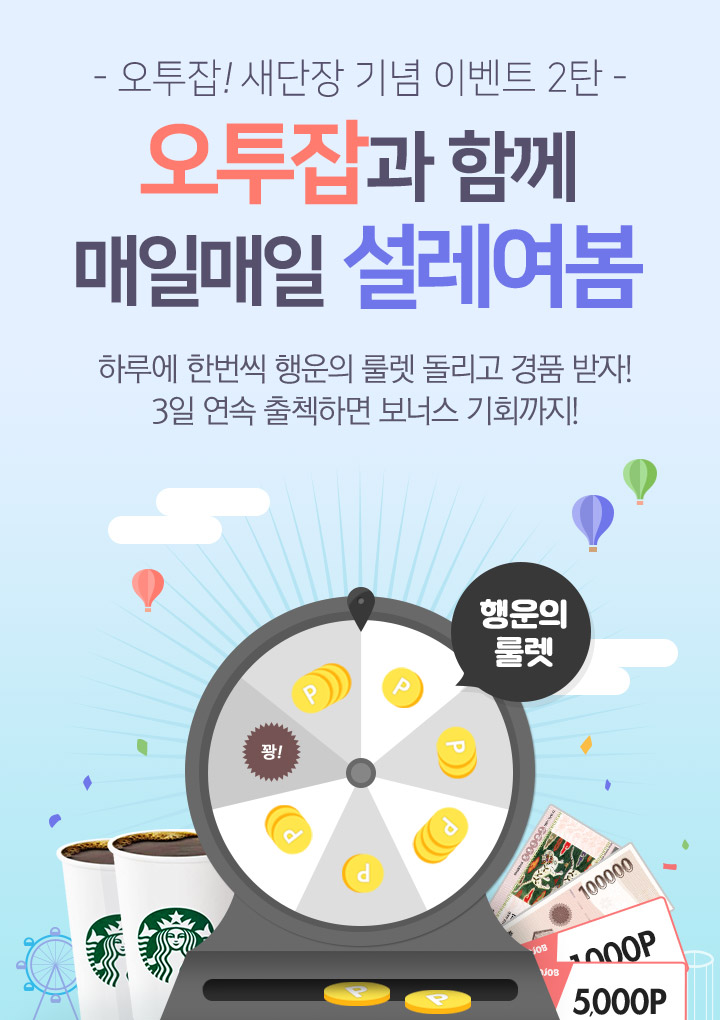 - 오투잡! 새단장 기념 이벤트 2탄 -
오투잡과 함께
매일매일 설레여봄
하루에 한번씩 행운의 룰렛 돌리고 경품 받자!
3일 연속 출첵하면 보너스 기회까지!
행운의
룰렛
P
P
P
꽝!
P
P
P
100000
1,000P
5,000P
P
P